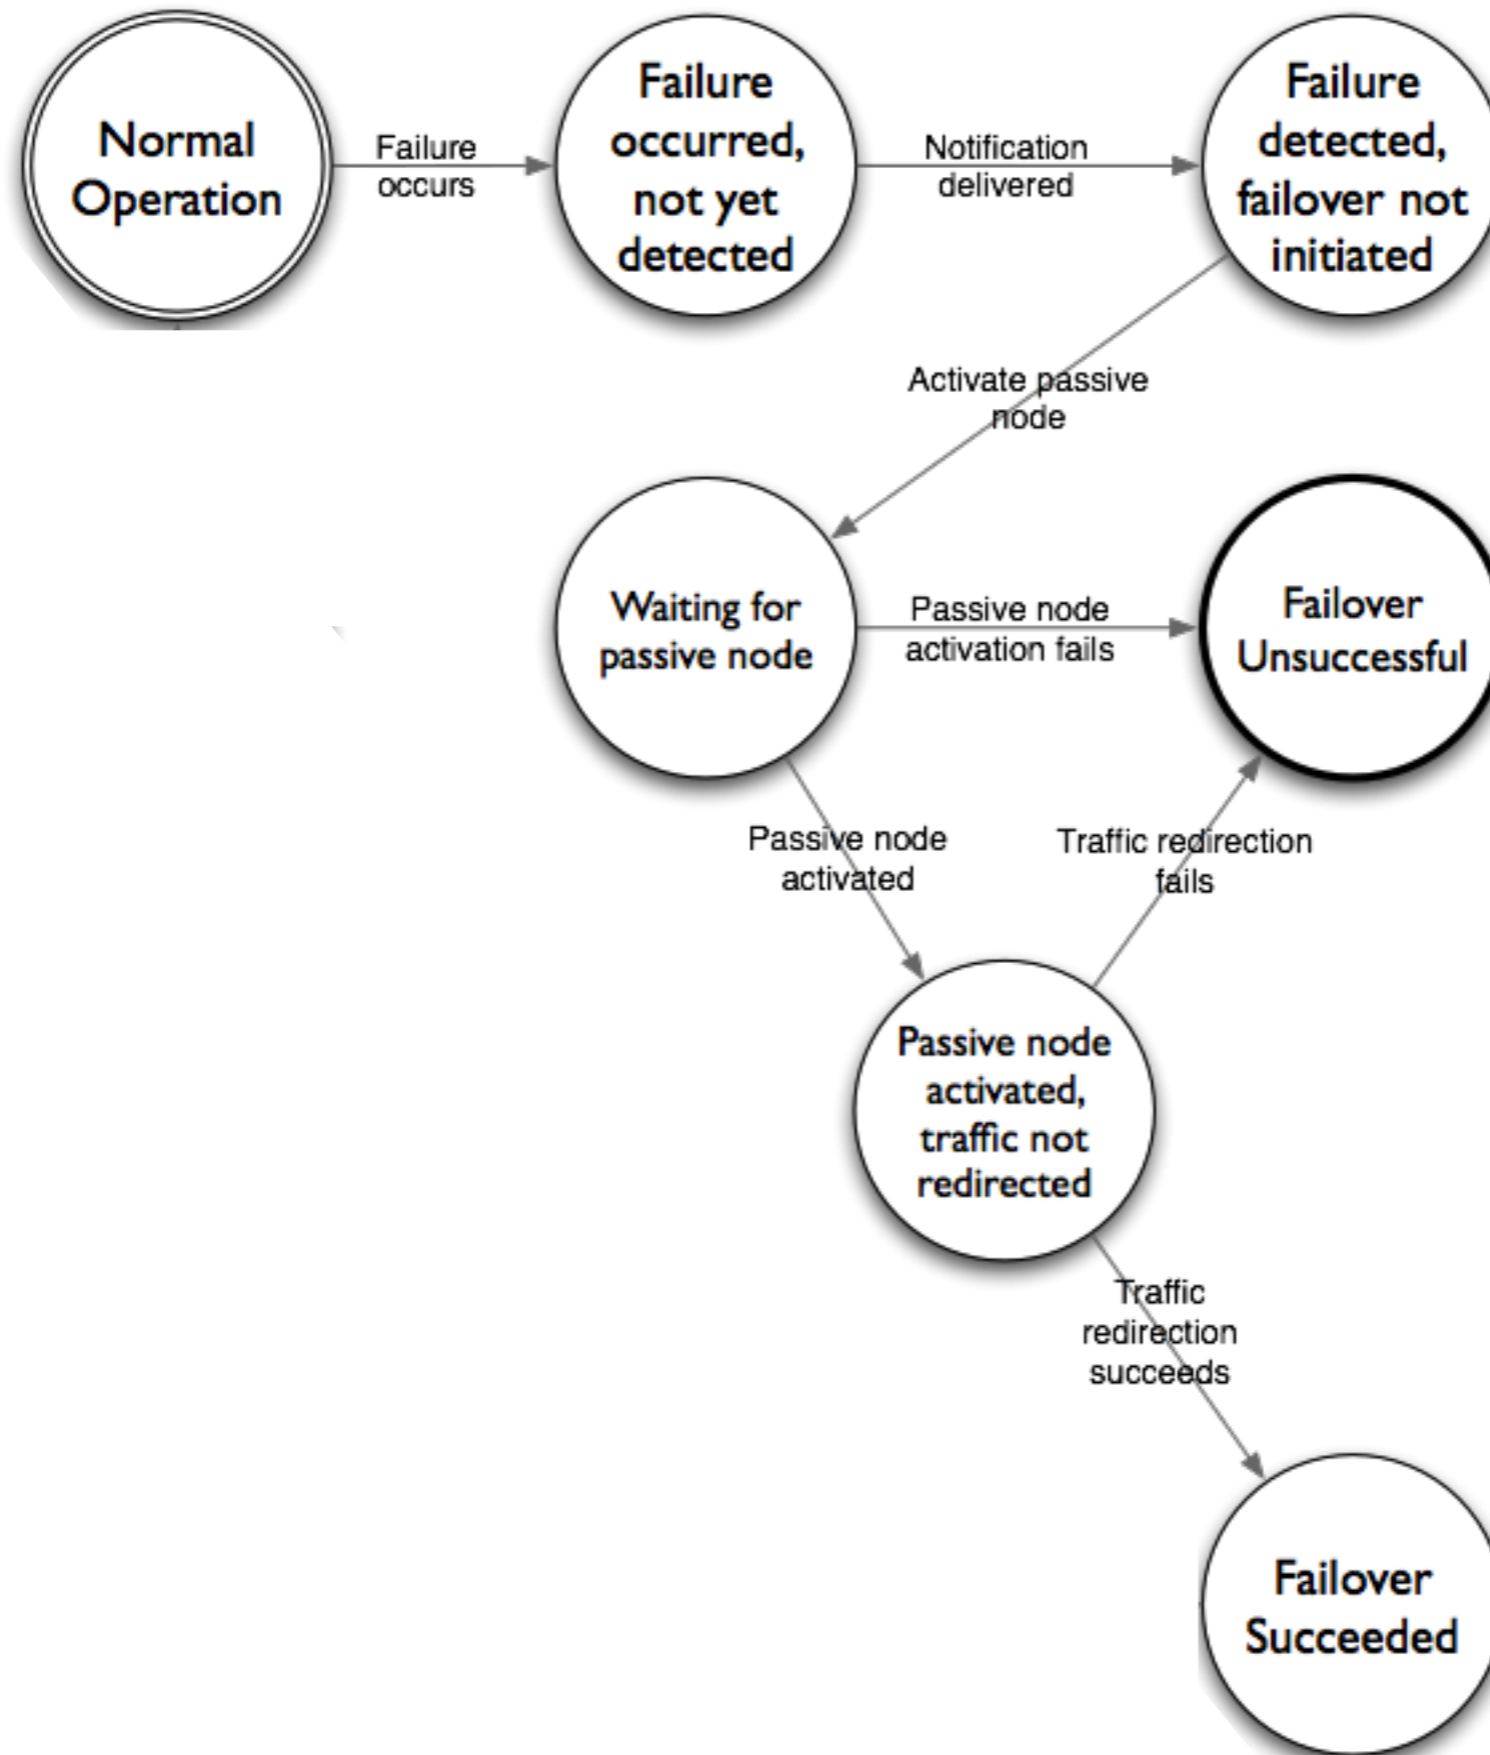 Normal
Operation
Failure
occurs
Failure
occurred,
not yet
detected
Notification
delivered
Failure
detected,
failover not
initiated
Activate passive
node
Waiting for
passive node
Passive node
activation fails
Failover
Unsuccessful
Passive node
activated
Traffic redirection
fails
Passive node
activated,
traffic not
redirected
Traffic
redirection
succeeds
Failover
Succeeded